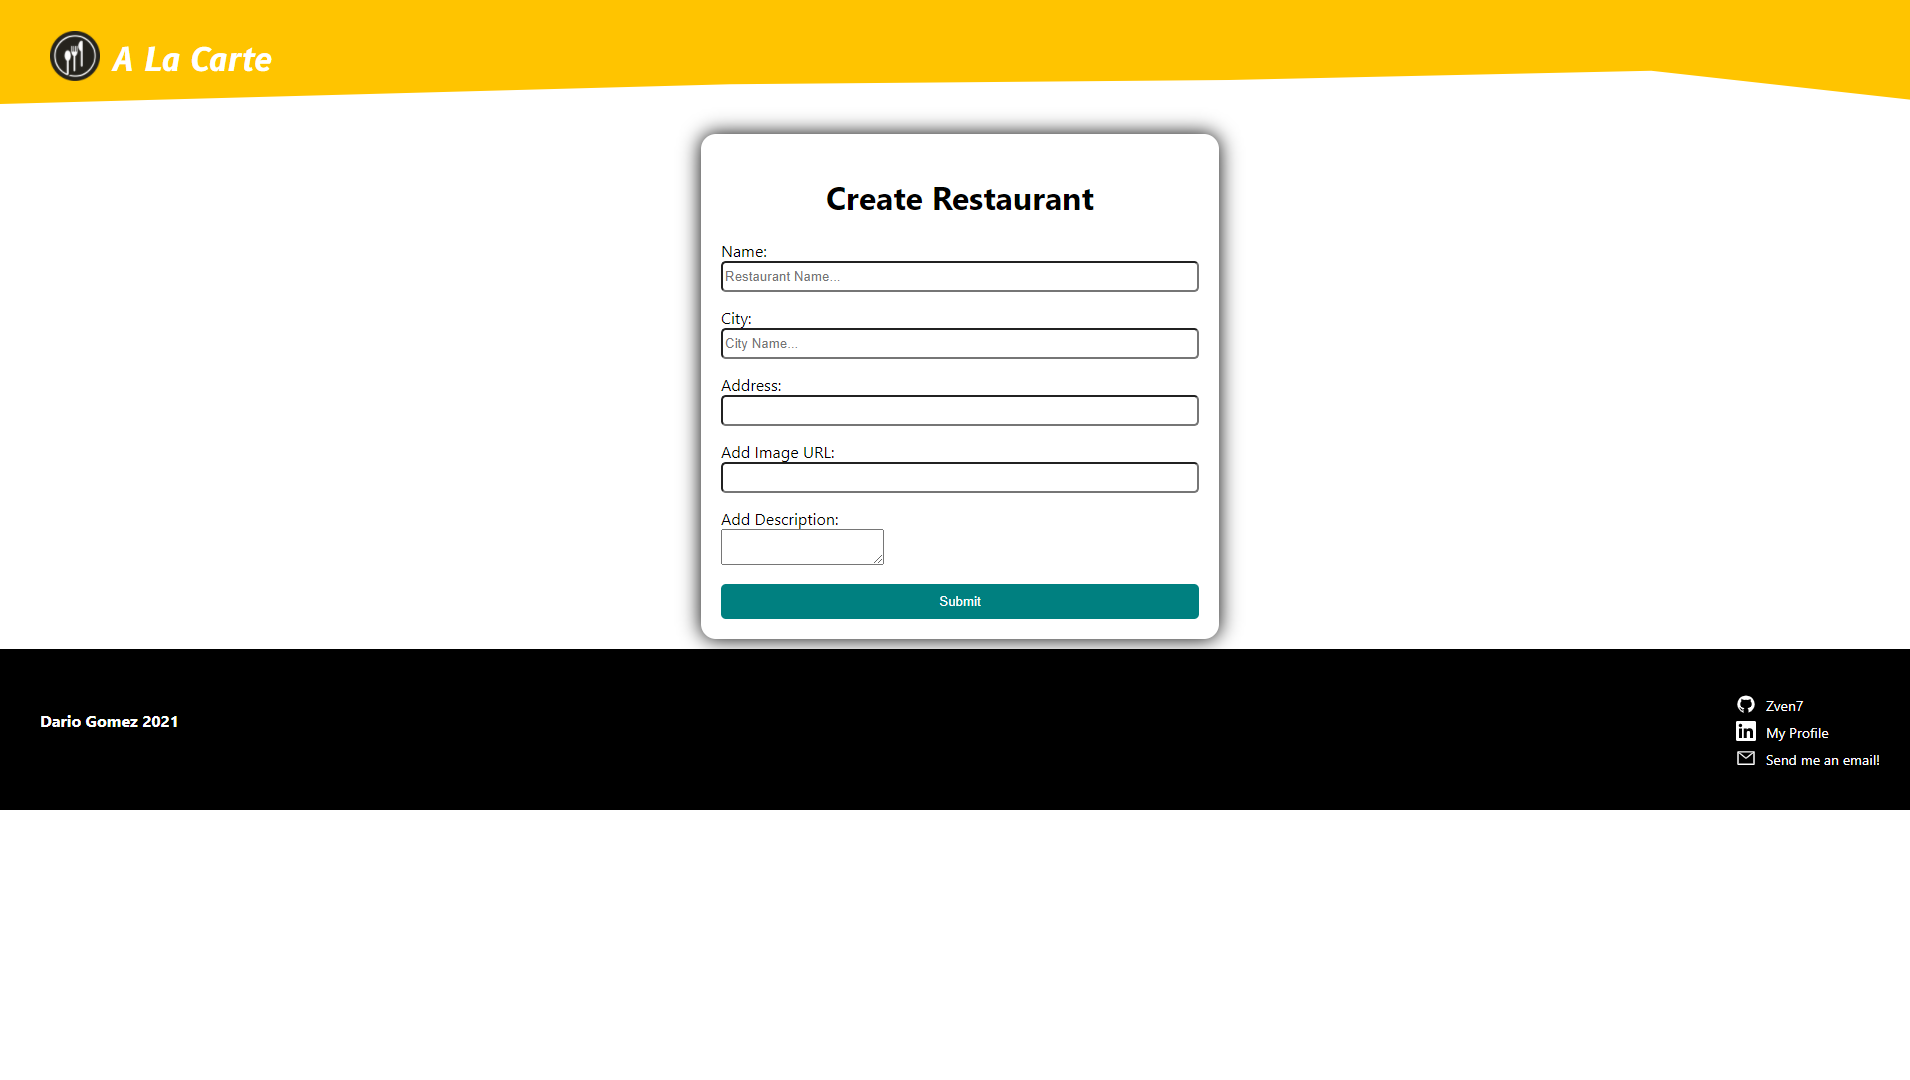 A La Carte
Create Restaurant
Name:
Restaurant Name...
City:
City Name...
Address:
Add Image URL:
Add Description:
Submit
Dario Gomez 2021
Zven7
My Profile
Send me an email!